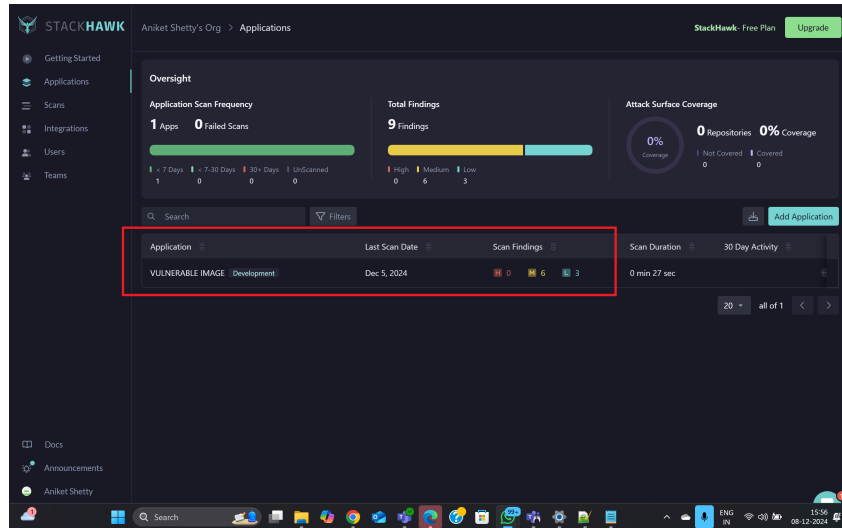 STACKHAWK
Aniket Shetty's Org > Applications
StackHawk- Free Plan
Upgrade
Getting Started
Applications
Scans
Integrations
Users
Teams
Oversight
Application Scan Frequency
1 Apps 0 Failed Scans
< 7 Days < 7-30 Days 30+ Days UnScanned
1 0 0 0
Total Findings
9 Findings
High Medium Low
0 6 3
Attack Surface Coverage
0%
Coverage
0 Repositories 0% Coverage
Not Covered Covered
0 0
Search
Filters
Add Application
Application Last Scan Date Scan Findings Scan Duration 30 Day Activity
VULNERABLE IMAGE Development Dec 5, 2024 H 0 M 6 L 3 0 min 27 sec
20 all of 1
Docs
Announcements
Aniket Shetty
Search
99+
ENG
IN
15:56
08-12-2024